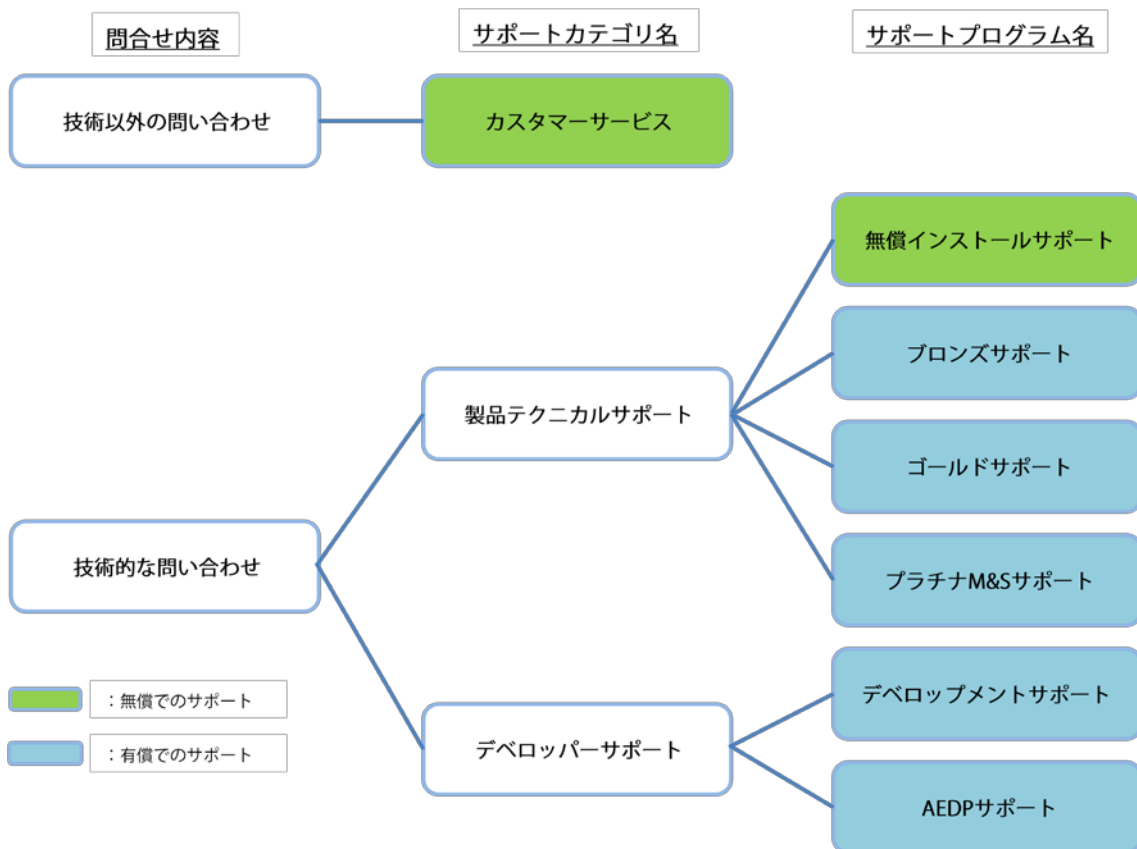 問合せ内容
サポートカテゴリ名
サポートプログラム名
技術以外の問い合わせ
カスタマーサービス
無償インストールサポート
ブロンズサポート
製品テクニカルサポート
ゴールドサポート
技術的な問い合わせ
プラチナM&Sサポート
：無償でのサポート
デベロップメントサポート
：有償でのサポート
デベロッパーサポート
AEDPサポート